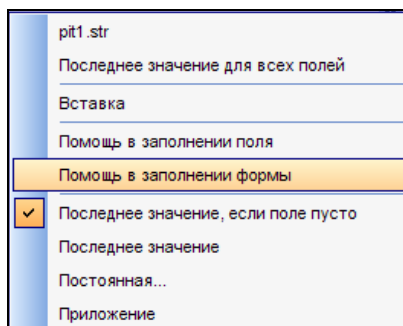 pit1.str
Последнее значение для всех полей
Вставка
Помощь в заполнении поля
Помощь в заполнении формы
Последнее значение, если поле пусто
Последнее значение
Постоянная...
Приложение